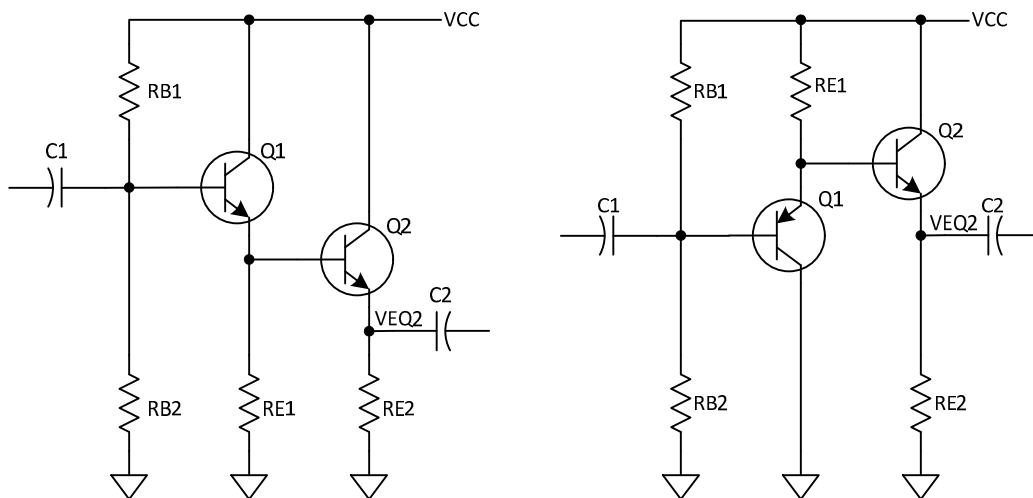 VCC
RB1
C1
Q1
Q2
C2
VEQ2
RB2
RE1
RE2
VCC
RB1
RE1
Q2
C1
Q1
VEQ2
C2
RB2
RE2